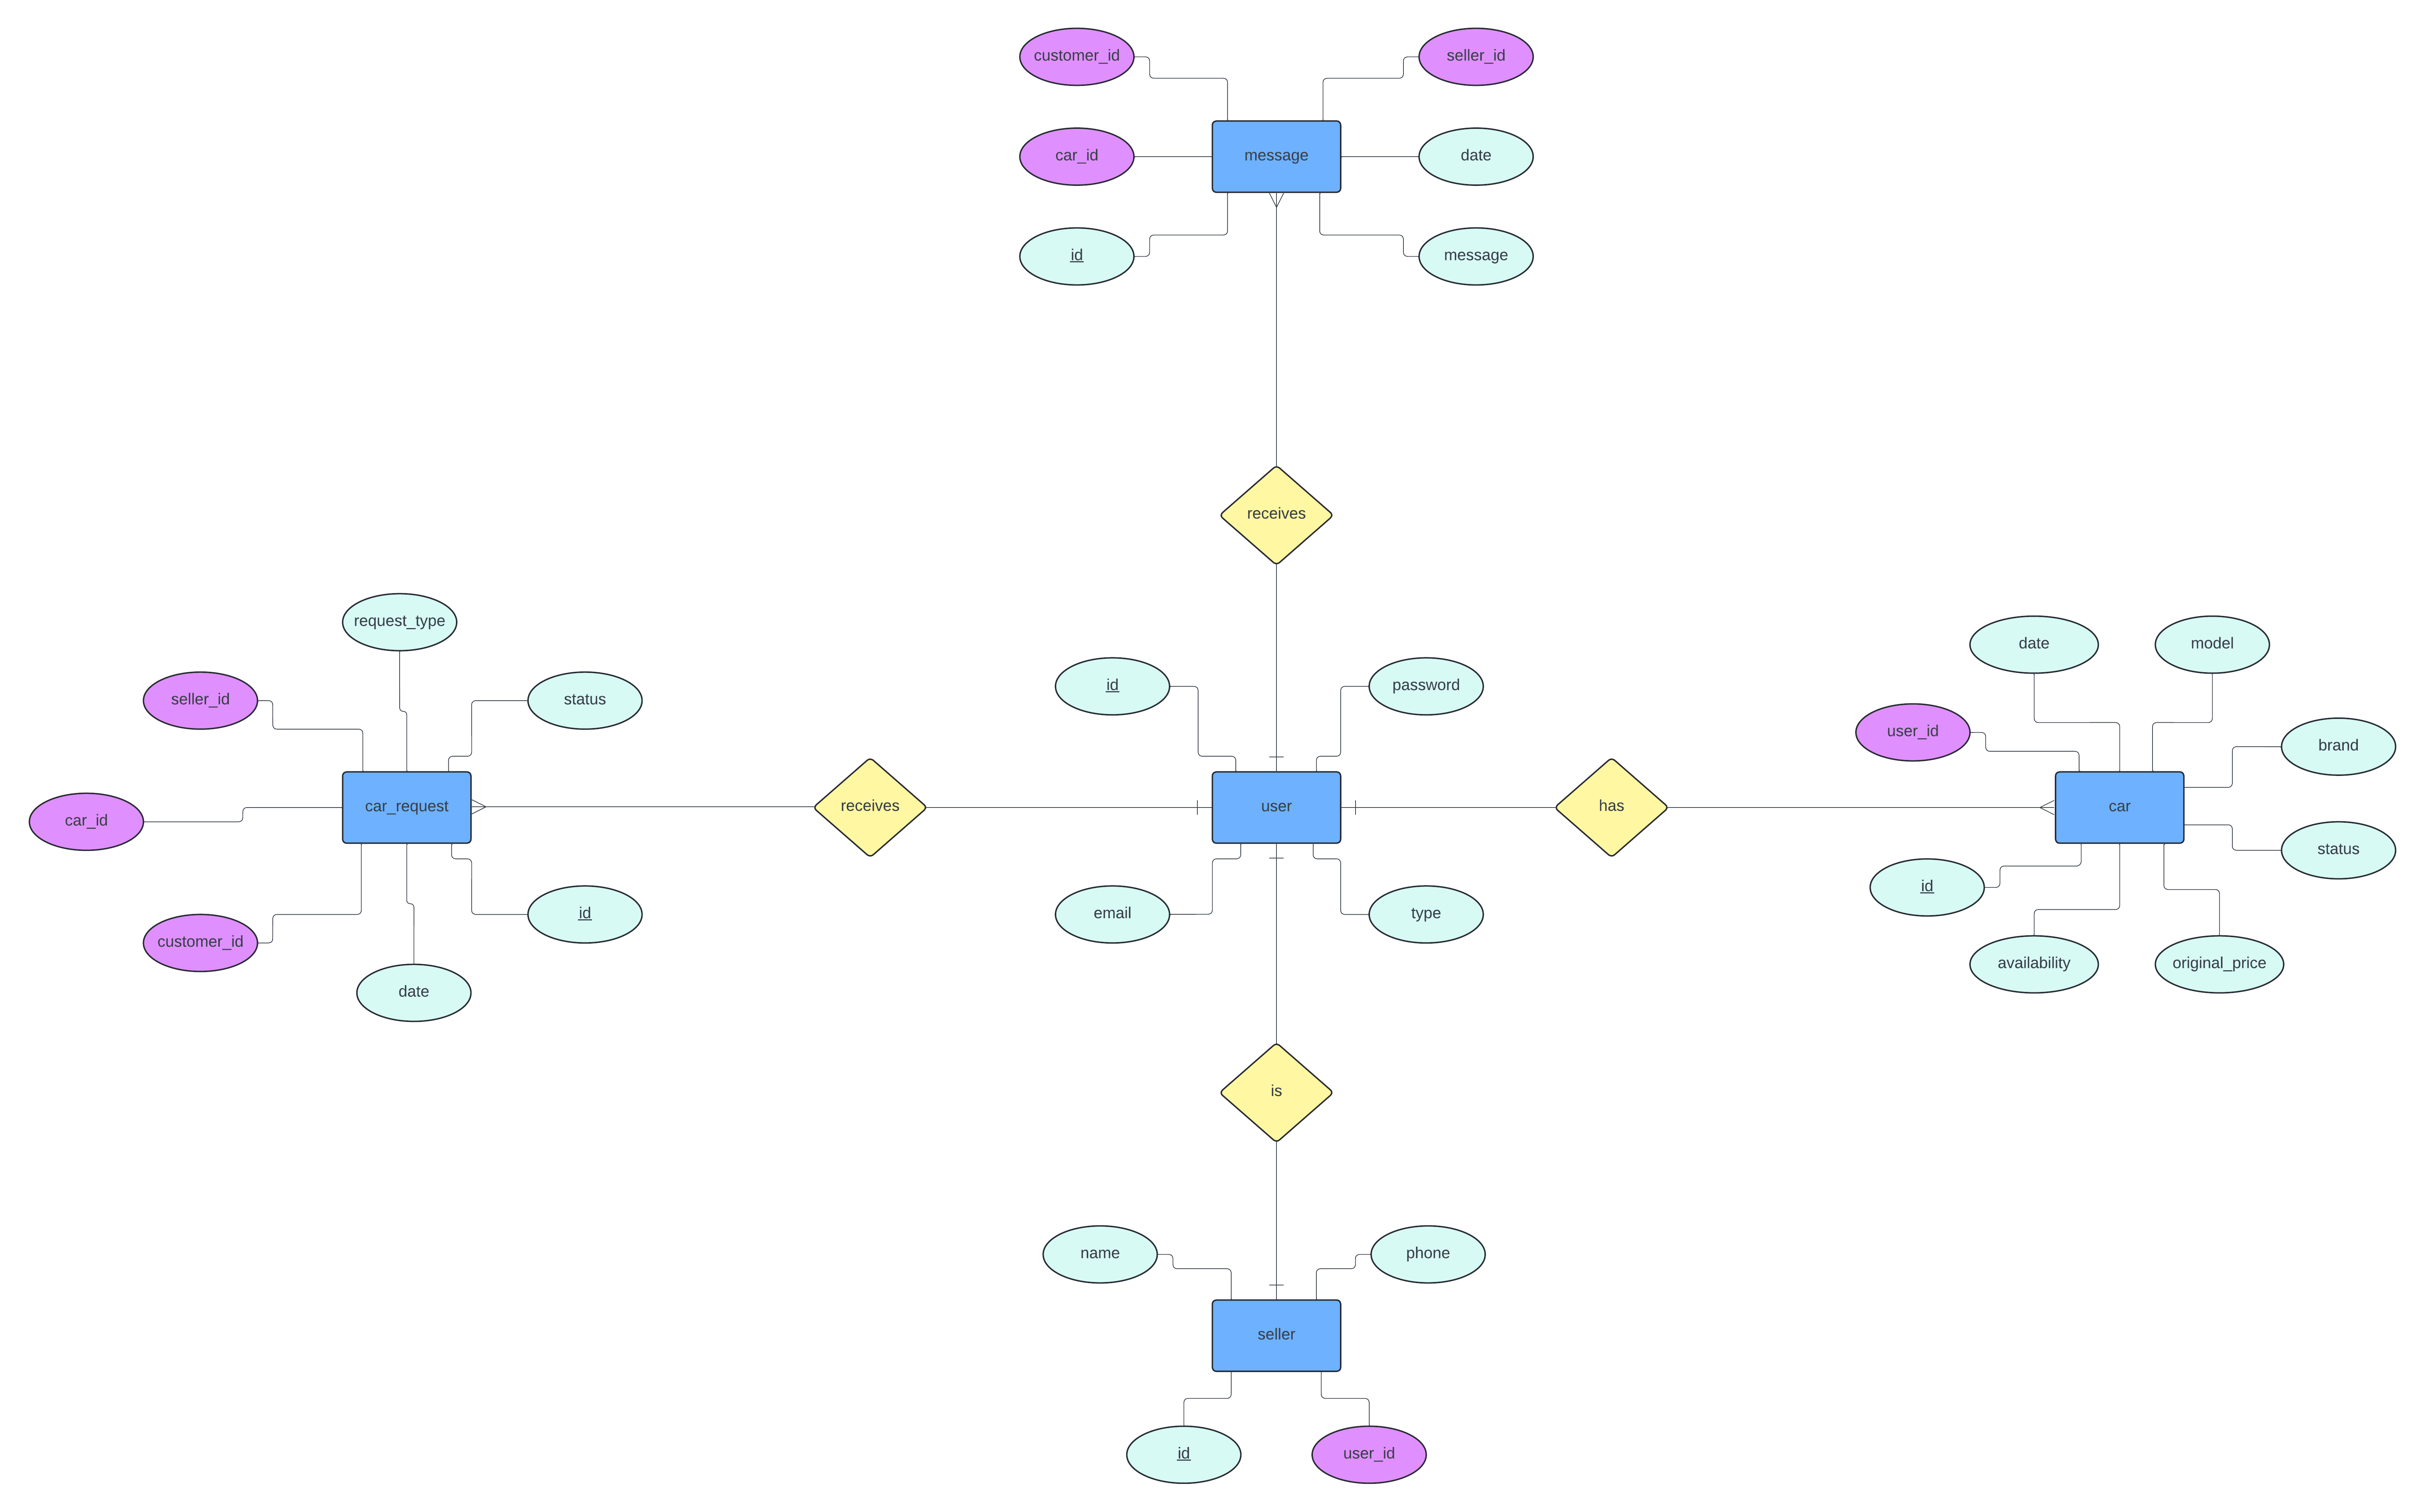 customer_id
seller_id
car_id
message
date
id
message
receives
request_type
seller_id
status
car_request
car_id
customer_id
id
date
receives
id
password
user
email
type
has
date
model
user_id
brand
car
status
id
availability
original_price
is
name
phone
seller
id
user_id